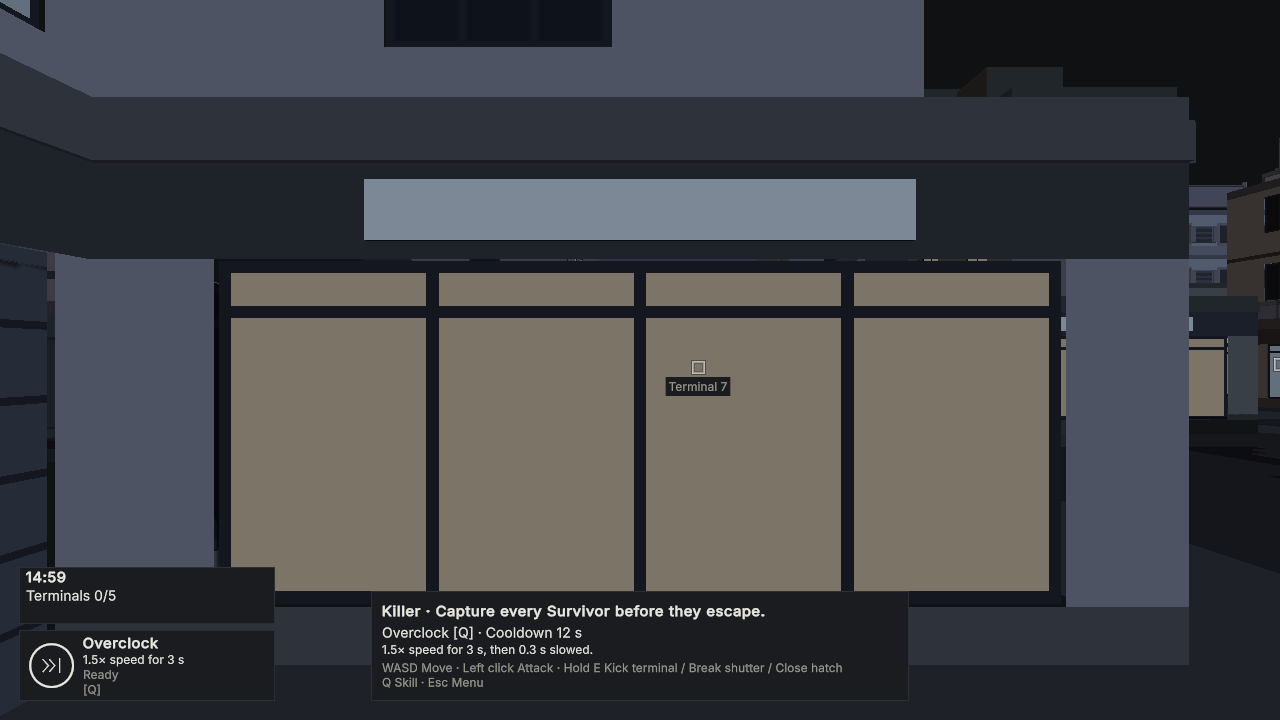 Terminal 7
14:59
Terminals 0/5
Overclock
1.5× speed for 3 s
Ready
[Q]
Killer · Capture every Survivor before they escape.
Overclock [Q] · Cooldown 12 s
1.5× speed for 3 s, then 0.3 s slowed.
WASD Move · Left click Attack · Hold E Kick terminal / Break shutter / Close hatch
Q Skill · Esc Menu